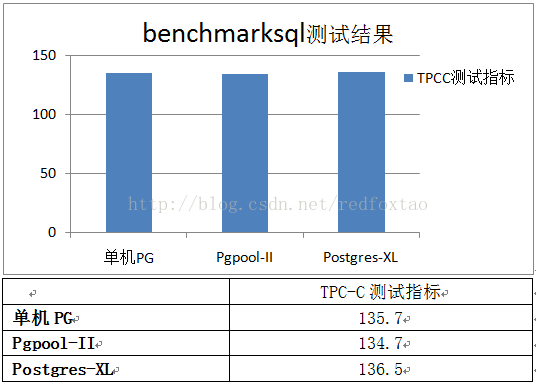 benchmarksql测试结果
150
100
50
0
TPCC测试指标
http://blog.csdn.net/redfoxtao
单机PG Pgpool-II Postgres-XL
TPC-C 测试指标
单机 PG 135.7
Pgpool-II 134.7
Postgres-XL 136.5